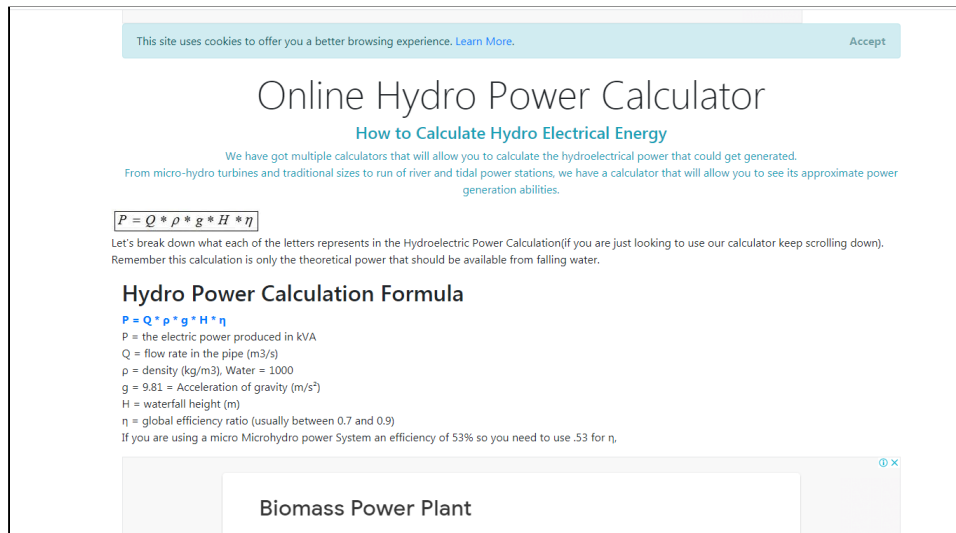 This site uses cookies to offer you a better browsing experience. Learn More.
Accept
Online Hydro Power Calculator
How to Calculate Hydro Electrical Energy
We have got multiple calculators that will allow you to calculate the hydroelectrical power that could get generated.
From micro-hydro turbines and traditional sizes to run of river and tidal power stations, we have a calculator that will allow you to see its approximate power
generation abilities.
P = Q * ρ * g * H * η
Let's break down what each of the letters represents in the Hydroelectric Power Calculation(if you are just looking to use our calculator keep scrolling down).
Remember this calculation is only the theoretical power that should be available from falling water.
Hydro Power Calculation Formula
P = Q * ρ * g * H * η
P = the electric power produced in kVA
Q = flow rate in the pipe (m3/s)
ρ = density (kg/m3), Water = 1000
g = 9.81 = Acceleration of gravity (m/s²)
H = waterfall height (m)
η = global efficiency ratio (usually between 0.7 and 0.9)
If you are using a micro Microhydro power System an efficiency of 53% so you need to use .53 for η,
Biomass Power Plant